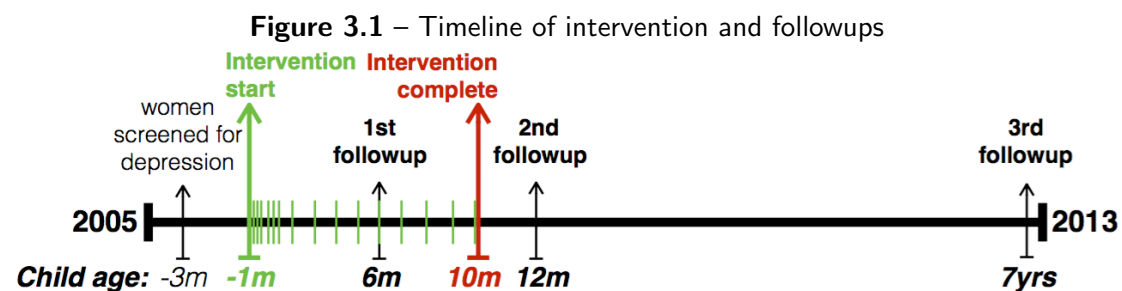 Figure 3.1 – Timeline of intervention and followups
Intervention
start
Intervention
complete
women
screened for
depression
1st
followup
2nd
followup
3rd
followup
2005
2013
Child age: -3m -1m 6m 10m 12m 7yrs